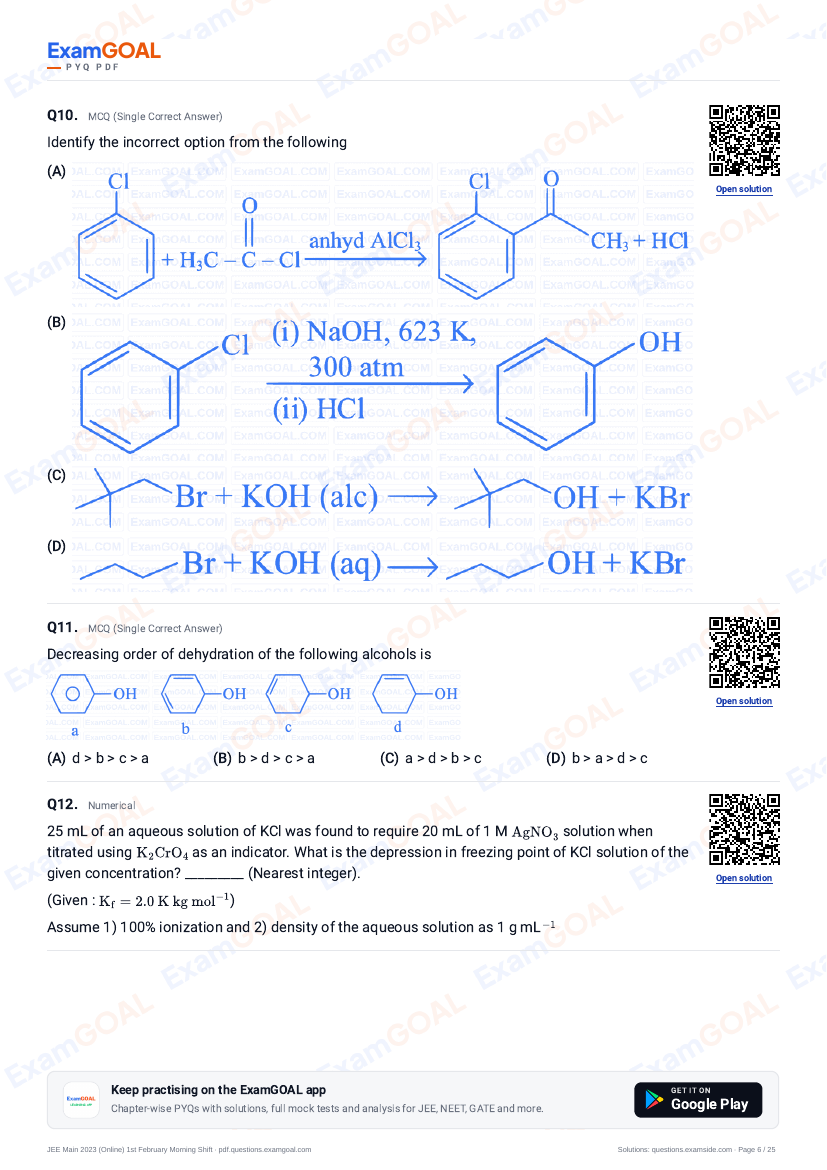 ExamGOAL
PYQ PDF
Q10. MCQ (Single Correct Answer)
Identify the incorrect option from the following
Open solution
(A)
Cl
+ H₃C – C – Cl
O
anhyd AlCl₃
Cl
O
CH₃ + HCl
(B)
Cl
(i) NaOH, 623 K,
300 atm
(ii) HCl
OH
(C)
Br + KOH (alc) → OH + KBr
(D)
Br + KOH (aq) → OH + KBr
Q11. MCQ (Single Correct Answer)
Decreasing order of dehydration of the following alcohols is
Open solution
OH OH OH OH
a b c d
(A) d > b > c > a (B) b > d > c > a (C) a > d > b > c (D) b > a > d > c
Q12. Numerical
25 mL of an aqueous solution of KCl was found to require 20 mL of 1 M AgNO₃ solution when
titrated using K₂CrO₄ as an indicator. What is the depression in freezing point of KCl solution of the
given concentration? _________ (Nearest integer).
Open solution
(Given : K_f = 2.0 K kg mol⁻¹)
Assume 1) 100% ionization and 2) density of the aqueous solution as 1 g mL⁻¹
ExamGOAL
Keep practising on the ExamGOAL app
Chapter-wise PYQs with solutions, full mock tests and analysis for JEE, NEET, GATE and more.
GET IT ON
Google Play
JEE Main 2023 (Online) 1st February Morning Shift · pdf.questions.examgoal.com
Solutions: questions.examside.com · Page 6 / 25